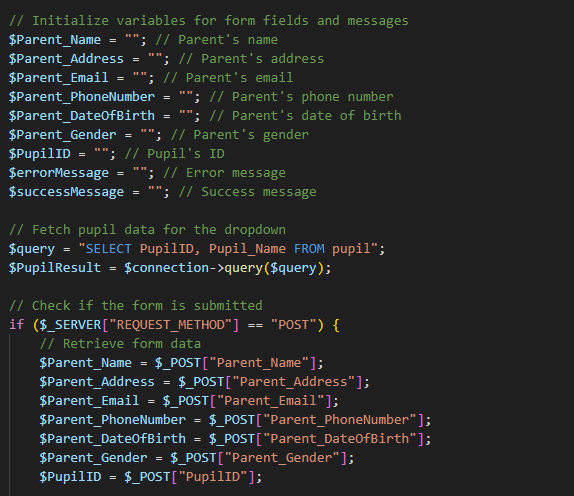 // Initialize variables for form fields and messages
$Parent_Name = ""; // Parent's name
$Parent_Address = ""; // Parent's address
$Parent_Email = ""; // Parent's email
$Parent_PhoneNumber = ""; // Parent's phone number
$Parent_DateOfBirth = ""; // Parent's date of birth
$Parent_Gender = ""; // Parent's gender
$PupilID = ""; // Pupil's ID
$errorMessage = ""; // Error message
$successMessage = ""; // Success message
// Fetch pupil data for the dropdown
$query = "SELECT PupilID, Pupil_Name FROM pupil";
$PupilResult = $connection->query($query);
// Check if the form is submitted
if ($_SERVER["REQUEST_METHOD"] == "POST") {
// Retrieve form data
$Parent_Name = $_POST["Parent_Name"];
$Parent_Address = $_POST["Parent_Address"];
$Parent_Email = $_POST["Parent_Email"];
$Parent_PhoneNumber = $_POST["Parent_PhoneNumber"];
$Parent_DateOfBirth = $_POST["Parent_DateOfBirth"];
$Parent_Gender = $_POST["Parent_Gender"];
$PupilID = $_POST["PupilID"];